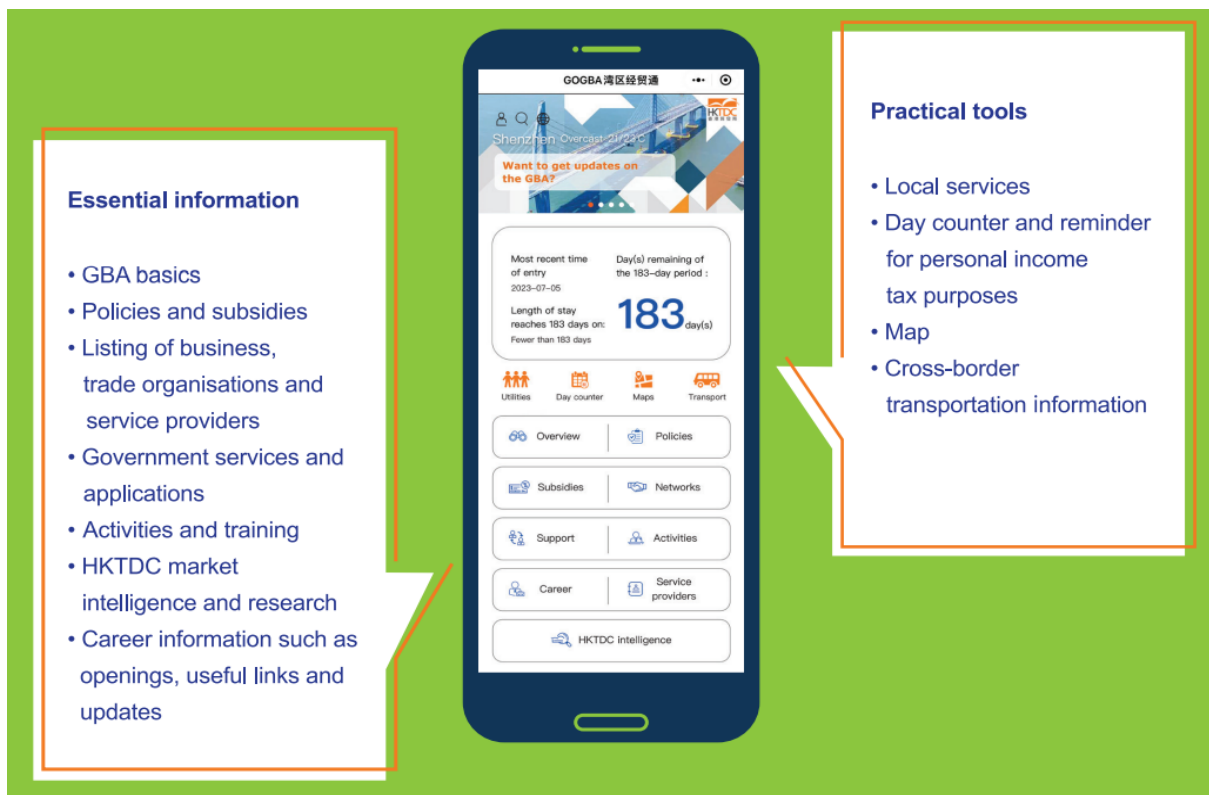 Essential information
• GBA basics
• Policies and subsidies
• Listing of business,
trade organisations and
service providers
• Government services and
applications
• Activities and training
• HKTDC market
intelligence and research
• Career information such as
openings, useful links and
updates
GOGBA湾区经贸通
HKTDC
香港貿發局
Shenzhen Overcast 21/23℃
Want to get updates on
the GBA?
Most recent time
of entry
2023-07-05
Length of stay
reaches 183 days on:
Fewer than 183 days
Day(s) remaining of
the 183-day period :
183 day(s)
Utilities Day counter Maps Transport
Overview Policies
Subsidies Networks
Support Activities
Career Service
providers
HKTDC intelligence
Practical tools
• Local services
• Day counter and reminder
for personal income
tax purposes
• Map
• Cross-border
transportation information